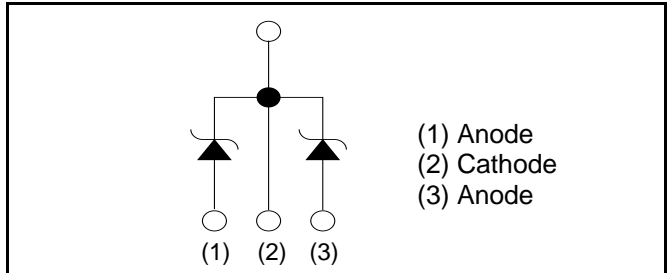 (1) Anode
(2) Cathode
(3) Anode
(1) (2) (3)